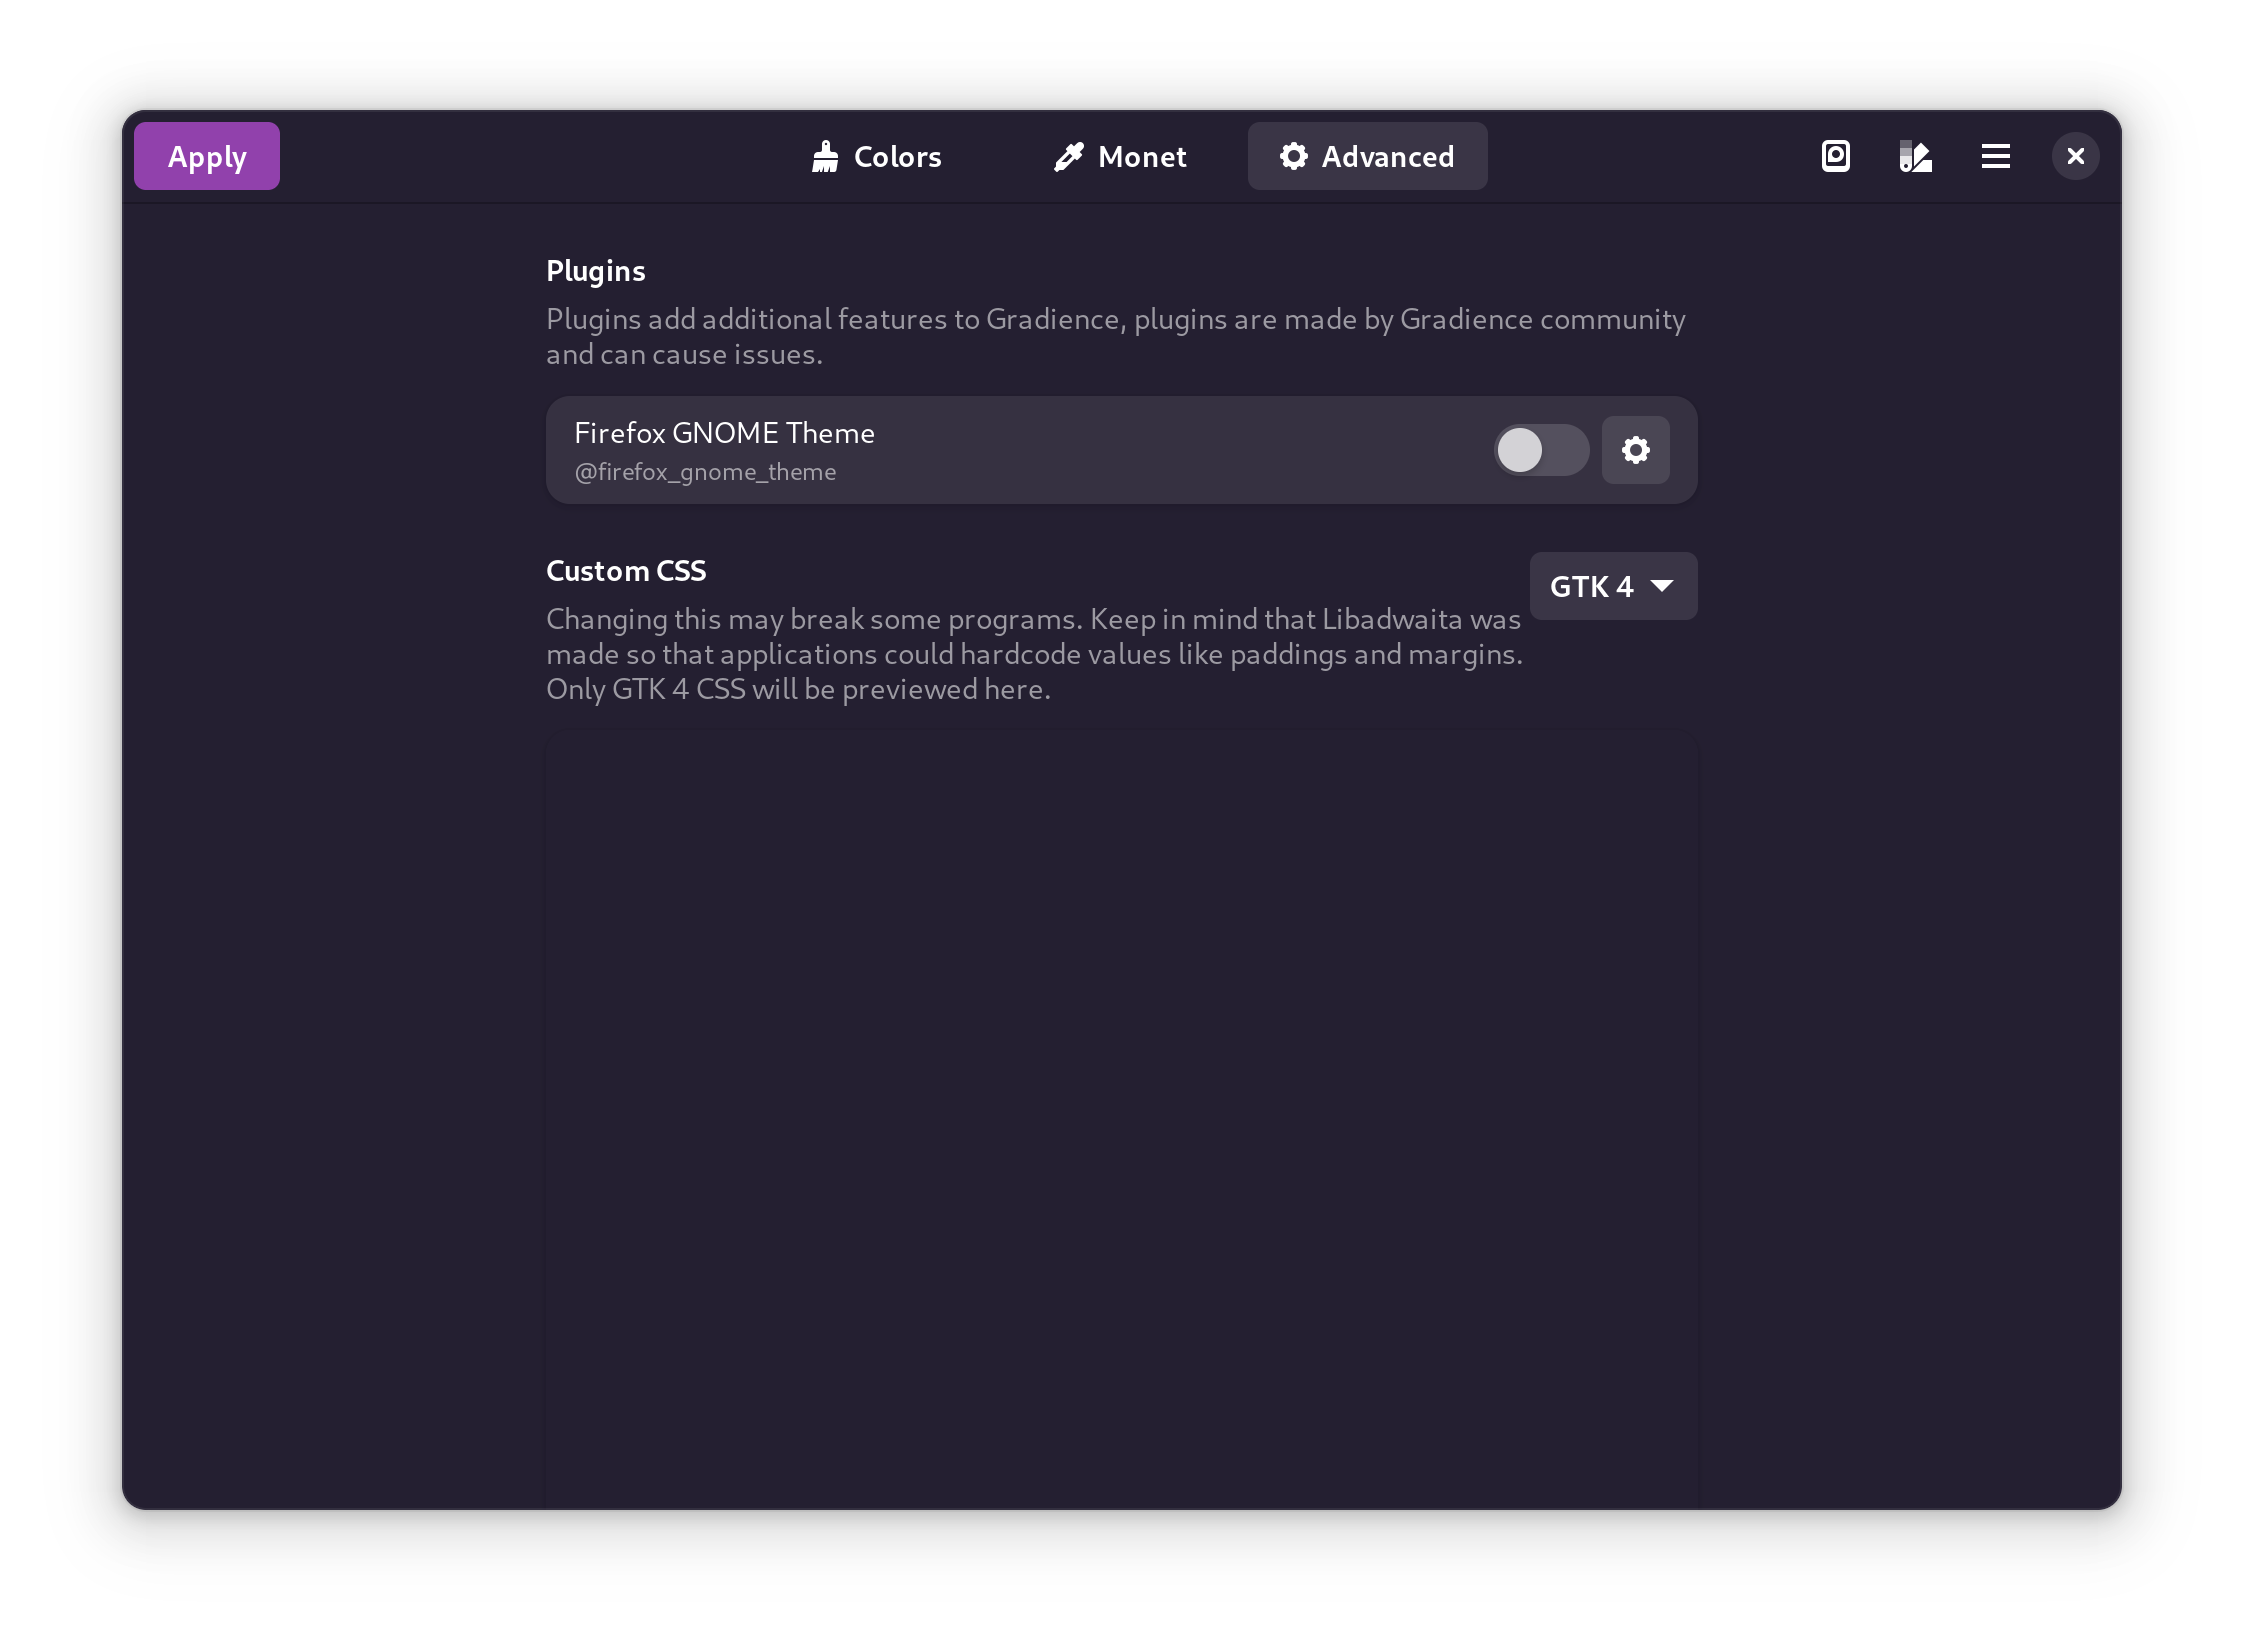 Apply
Colors
Monet
Advanced
Plugins
Plugins add additional features to Gradience, plugins are made by Gradience community
and can cause issues.
Firefox GNOME Theme
@firefox_gnome_theme
Custom CSS
GTK 4
Changing this may break some programs. Keep in mind that Libadwaita was
made so that applications could hardcode values like paddings and margins.
Only GTK 4 CSS will be previewed here.